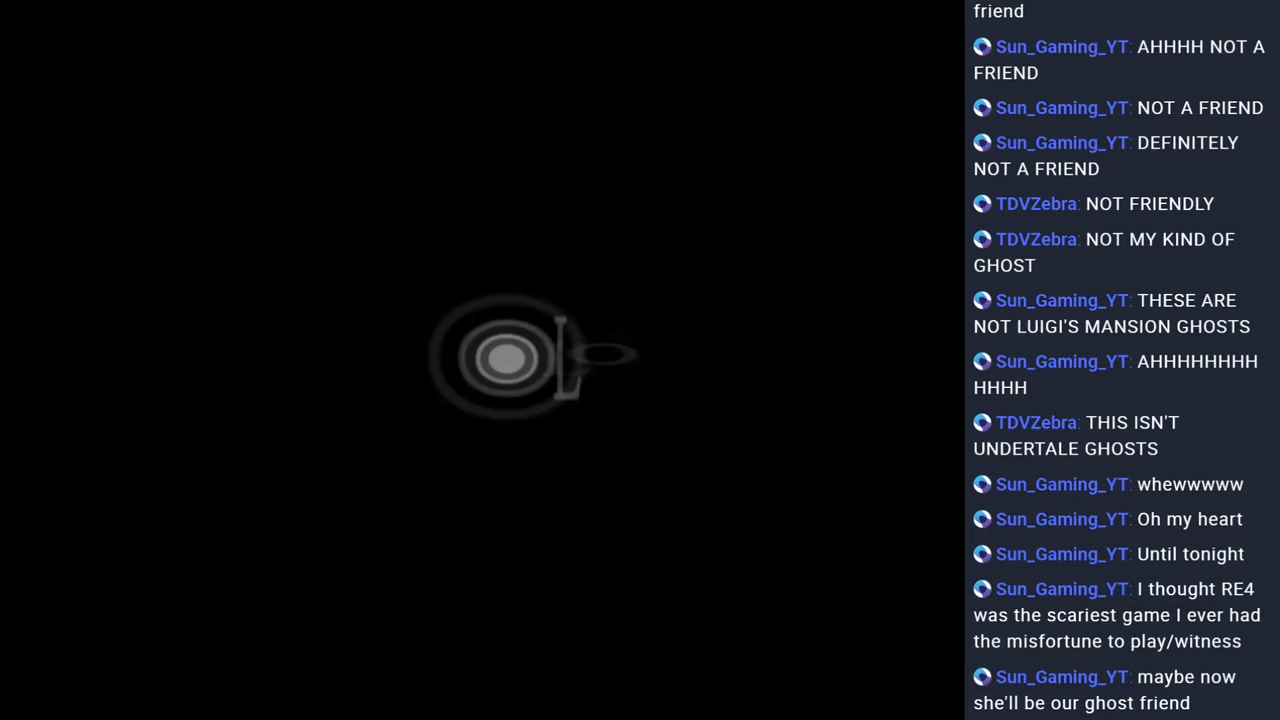 friend
Sun_Gaming_YT: AHHHH NOT A
FRIEND
Sun_Gaming_YT: NOT A FRIEND
Sun_Gaming_YT: DEFINITELY
NOT A FRIEND
TDVZebra: NOT FRIENDLY
TDVZebra: NOT MY KIND OF
GHOST
Sun_Gaming_YT: THESE ARE
NOT LUIGI'S MANSION GHOSTS
Sun_Gaming_YT: AHHHHHHHH
HHHH
TDVZebra: THIS ISN'T
UNDERTALE GHOSTS
Sun_Gaming_YT: whewwwww
Sun_Gaming_YT: Oh my heart
Sun_Gaming_YT: Until tonight
Sun_Gaming_YT: I thought RE4
was the scariest game I ever had
the misfortune to play/witness
Sun_Gaming_YT: maybe now
she'll be our ghost friend